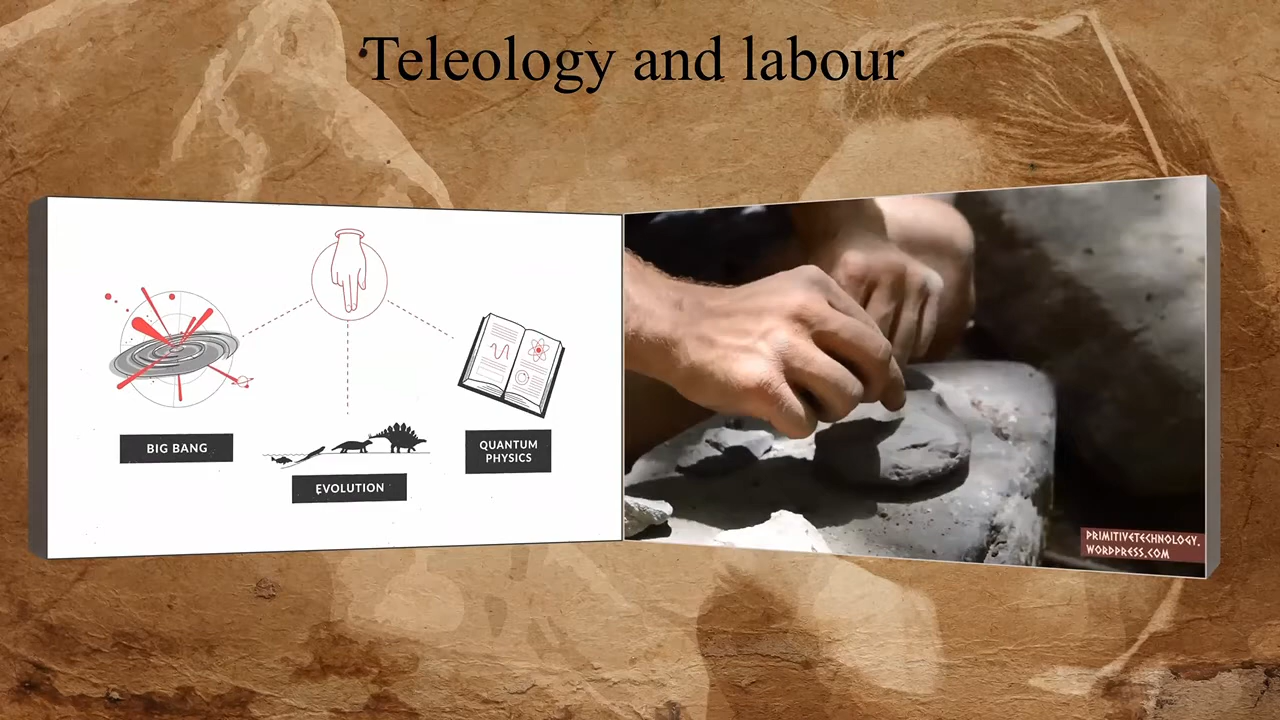 Teleology and labour
BIG BANG
EVOLUTION
QUANTUM
PHYSICS
PRIMITIVETECHNOLOGY.
WORDPRESS.COM